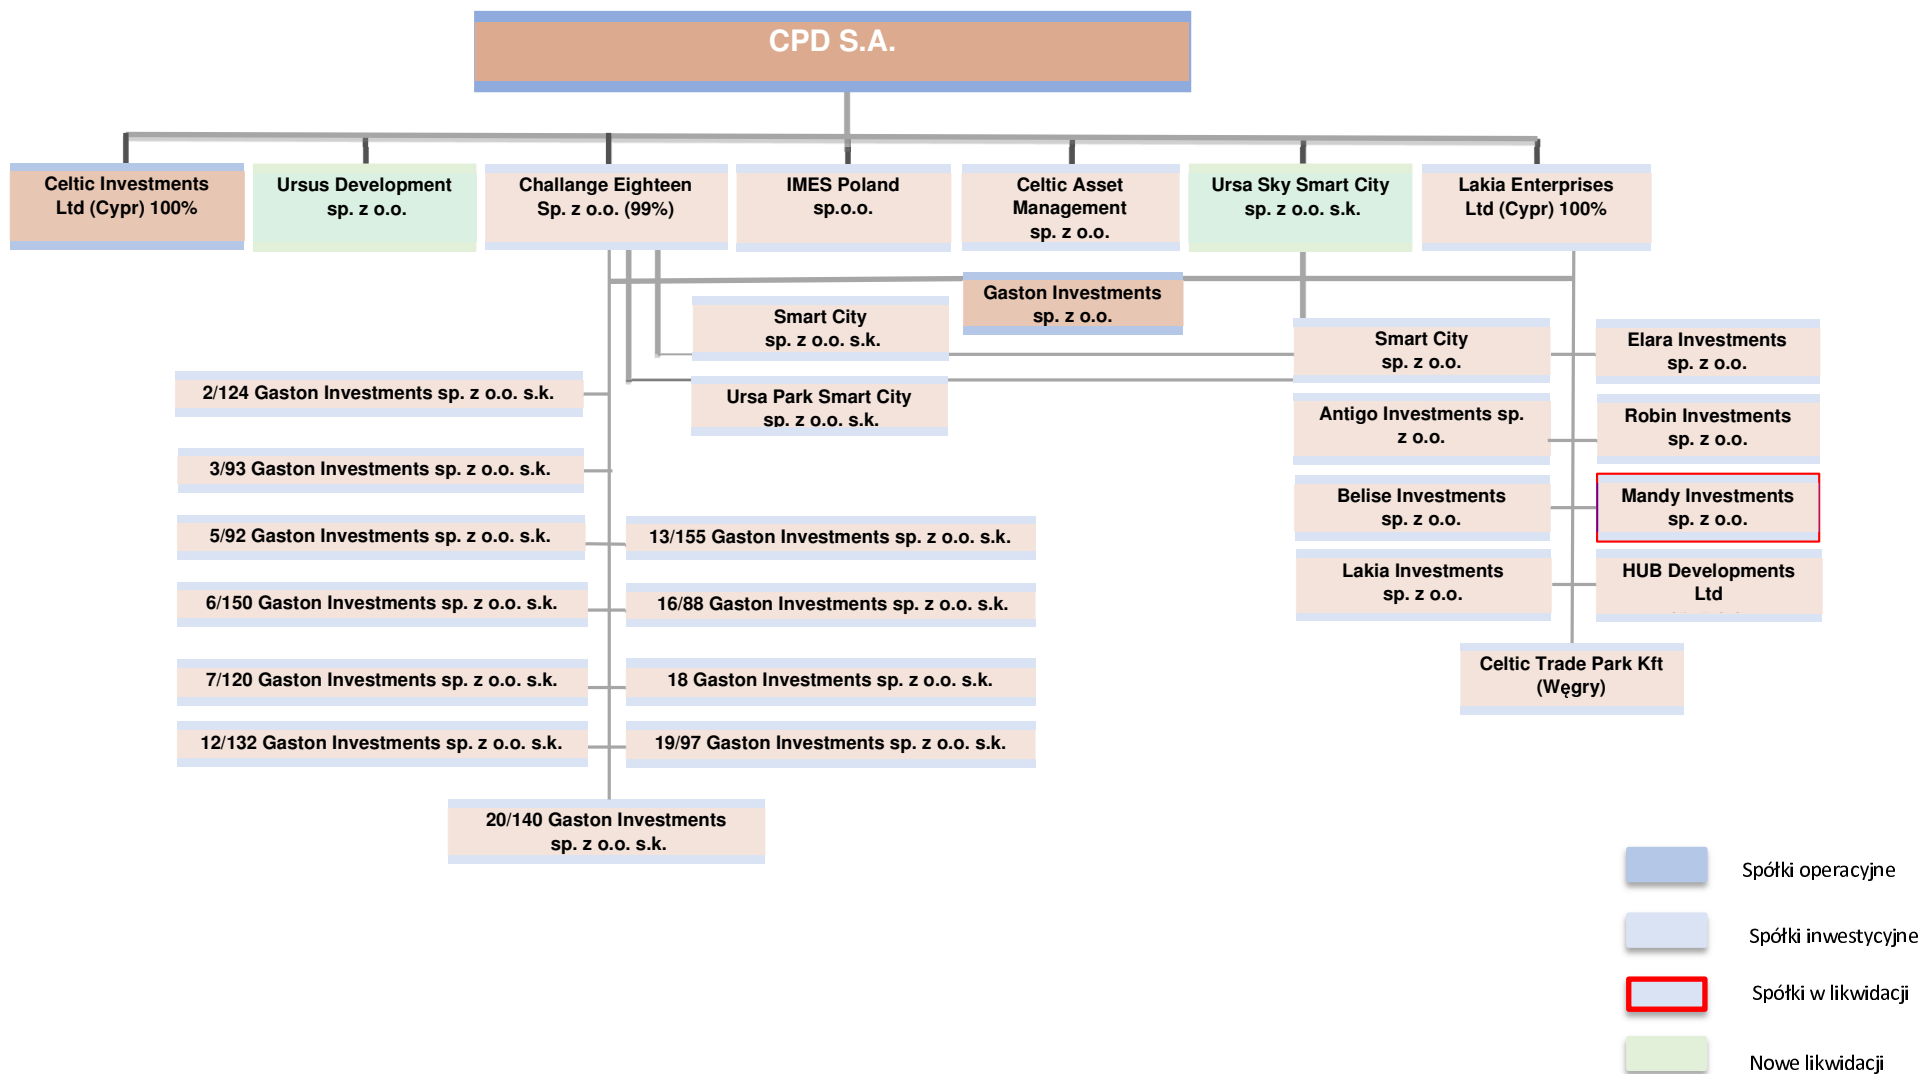 CPD S.A.
Celtic Investments
Ltd (Cypr) 100%
Ursus Development
sp. z o.o.
Challange Eighteen
Sp. z o.o. (99%)
IMES Poland
sp.o.o.
Celtic Asset
Management
sp. z o.o.
Ursa Sky Smart City
sp. z o.o. s.k.
Lakia Enterprises
Ltd (Cypr) 100%
Gaston Investments
sp. z o.o.
Smart City
sp. z o.o. s.k.
Smart City
sp. z o.o.
Elara Investments
sp. z o.o.
2/124 Gaston Investments sp. z o.o. s.k.
Ursa Park Smart City
sp. z o.o. s.k.
Antigo Investments sp.
z o.o.
Robin Investments
sp. z o.o.
3/93 Gaston Investments sp. z o.o. s.k.
Belise Investments
sp. z o.o.
Mandy Investments
sp. z o.o.
5/92 Gaston Investments sp. z o.o. s.k.
13/155 Gaston Investments sp. z o.o. s.k.
Lakia Investments
sp. z o.o.
HUB Developments
Ltd
6/150 Gaston Investments sp. z o.o. s.k.
16/88 Gaston Investments sp. z o.o. s.k.
7/120 Gaston Investments sp. z o.o. s.k.
18 Gaston Investments sp. z o.o. s.k.
Celtic Trade Park Kft
(Węgry)
12/132 Gaston Investments sp. z o.o. s.k.
19/97 Gaston Investments sp. z o.o. s.k.
20/140 Gaston Investments
sp. z o.o. s.k.
Spółki operacyjne
Spółki inwestycyjne
Spółki w likwidacji
Nowe likwidacji